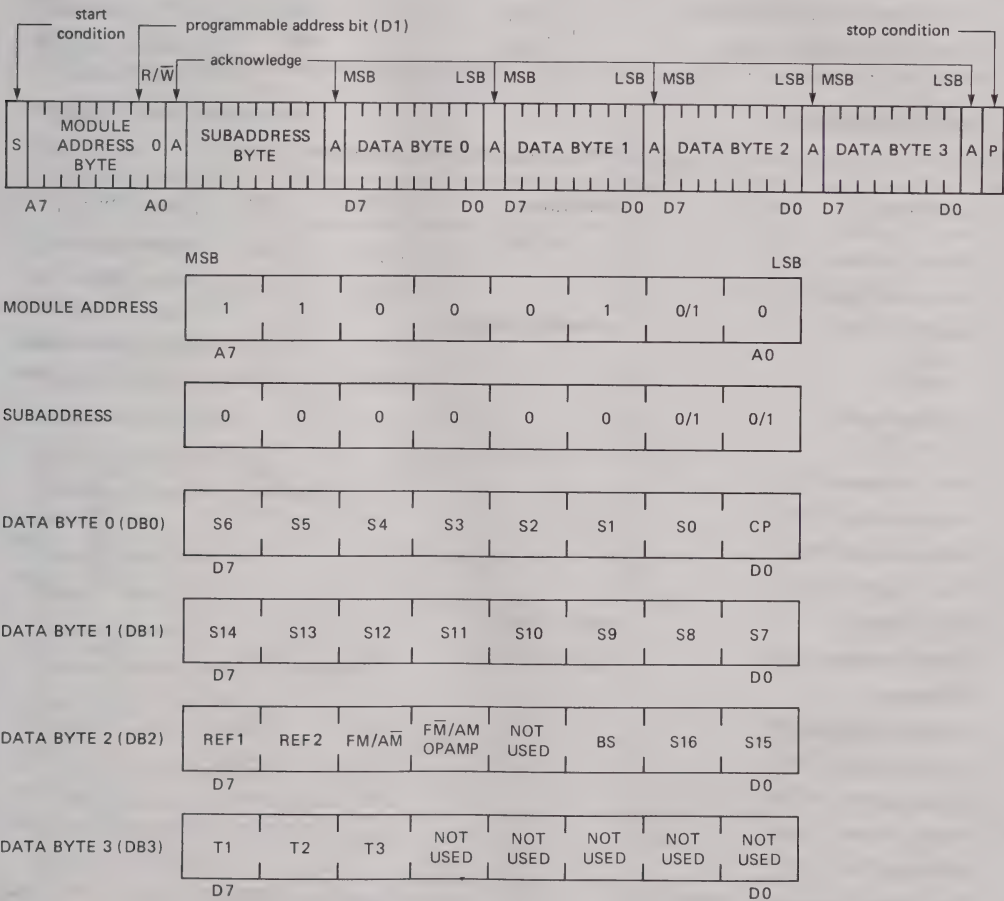 start condition
programmable address bit (D1)
stop condition
R/W̅ acknowledge MSB LSB MSB LSB MSB LSB MSB LSB
S MODULE ADDRESS BYTE 0 A SUBADDRESS BYTE A DATA BYTE 0 A DATA BYTE 1 A DATA BYTE 2 A DATA BYTE 3 A P
A7 A0 D7 D0 D7 D0 D7 D0 D7 D0
MSB LSB
MODULE ADDRESS 1 1 0 0 0 1 0/1 0
A7 A0
SUBADDRESS 0 0 0 0 0 0 0/1 0/1
DATA BYTE 0 (DB0) S6 S5 S4 S3 S2 S1 S0 CP
D7 D0
DATA BYTE 1 (DB1) S14 S13 S12 S11 S10 S9 S8 S7
D7 D0
DATA BYTE 2 (DB2) REF1 REF2 FM/AM̅ FM̅/AM OPAMP NOT USED BS S16 S15
D7 D0
DATA BYTE 3 (DB3) T1 T2 T3 NOT USED NOT USED NOT USED NOT USED NOT USED
D7 D0